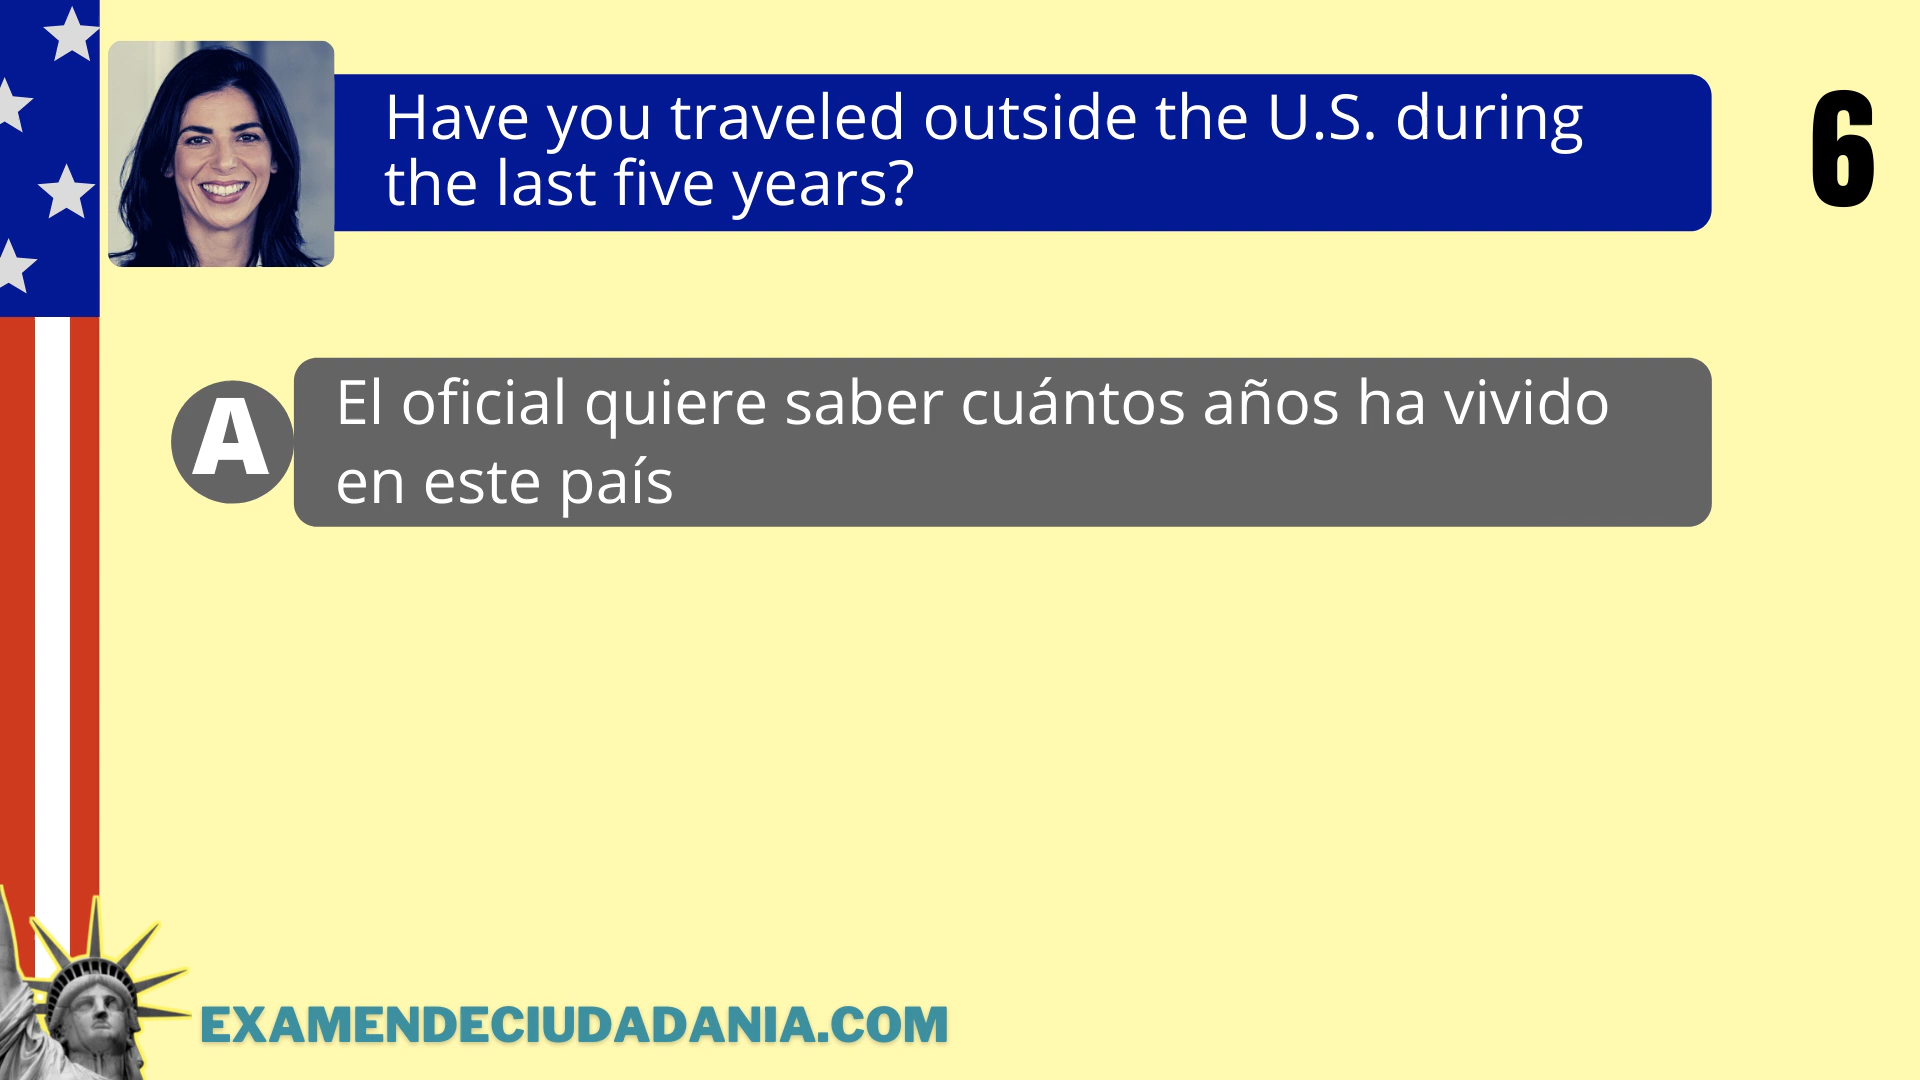 Have you traveled outside the U.S. during
the last five years?
6
A
El oficial quiere saber cuántos años ha vivido
en este país
EXAMENDECIUDADANIA.COM